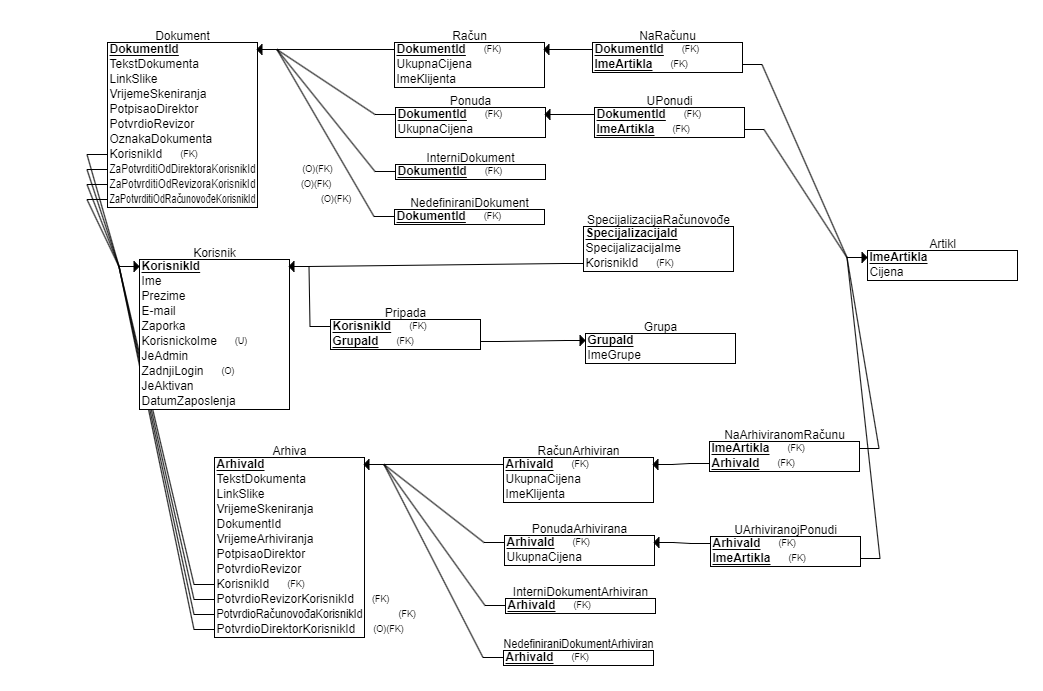 Dokument
DokumentId
TekstDokumenta
LinkSlike
VrijemeSkeniranja
PotpisaoDirektor
PotvrdioRevizor
OznakaDokumenta
KorisnikId (FK)
ZaPotvrditiOdDirektoraKorisnikId (O)(FK)
ZaPotvrditiOdRevizoraKorisnikId (O)(FK)
ZaPotvrditiOdRačunovođeKorisnikId (O)(FK)
Račun
DokumentId (FK)
UkupnaCijena
ImeKlijenta
NaRačunu
DokumentId (FK)
ImeArtikla (FK)
Ponuda
DokumentId (FK)
UkupnaCijena
UPonudi
DokumentId (FK)
ImeArtikla (FK)
InterniDokument
DokumentId (FK)
NedefiniraniDokument
DokumentId (FK)
SpecijalizacijaRačunovođe
SpecijalizacijaId
SpecijalizacijaIme
KorisnikId (FK)
Artikl
ImeArtikla
Cijena
Korisnik
KorisnikId
Ime
Prezime
E-mail
Zaporka
KorisnickoIme (U)
JeAdmin
ZadnjiLogin (O)
JeAktivan
DatumZaposlenja
Pripada
KorisnikId (FK)
GrupaId (FK)
Grupa
GrupaId
ImeGrupe
Arhiva
ArhivaId
TekstDokumenta
LinkSlike
VrijemeSkeniranja
DokumentId
VrijemeArhiviranja
PotpisaoDirektor
PotvrdioRevizor
KorisnikId (FK)
PotvrdioRevizorKorisnikId (FK)
PotvrdioRačunovođaKorisnikId (FK)
PotvrdioDirektorKorisnikId (O)(FK)
RačunArhiviran
ArhivaId (FK)
UkupnaCijena
ImeKlijenta
NaArhiviranomRačunu
ImeArtikla (FK)
ArhivaId (FK)
PonudaArhivirana
ArhivaId (FK)
UkupnaCijena
UArhiviranojPonudi
ArhivaId (FK)
ImeArtikla (FK)
InterniDokumentArhiviran
ArhivaId (FK)
NedefiniraniDokumentArhiviran
ArhivaId (FK)